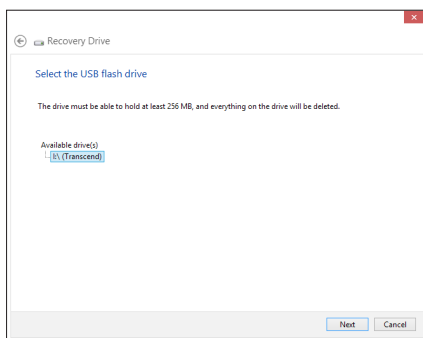 Recovery Drive
Select the USB flash drive
The drive must be able to hold at least 256 MB, and everything on the drive will be deleted.
Available drive(s)
I:\ (Transcend)
Next Cancel